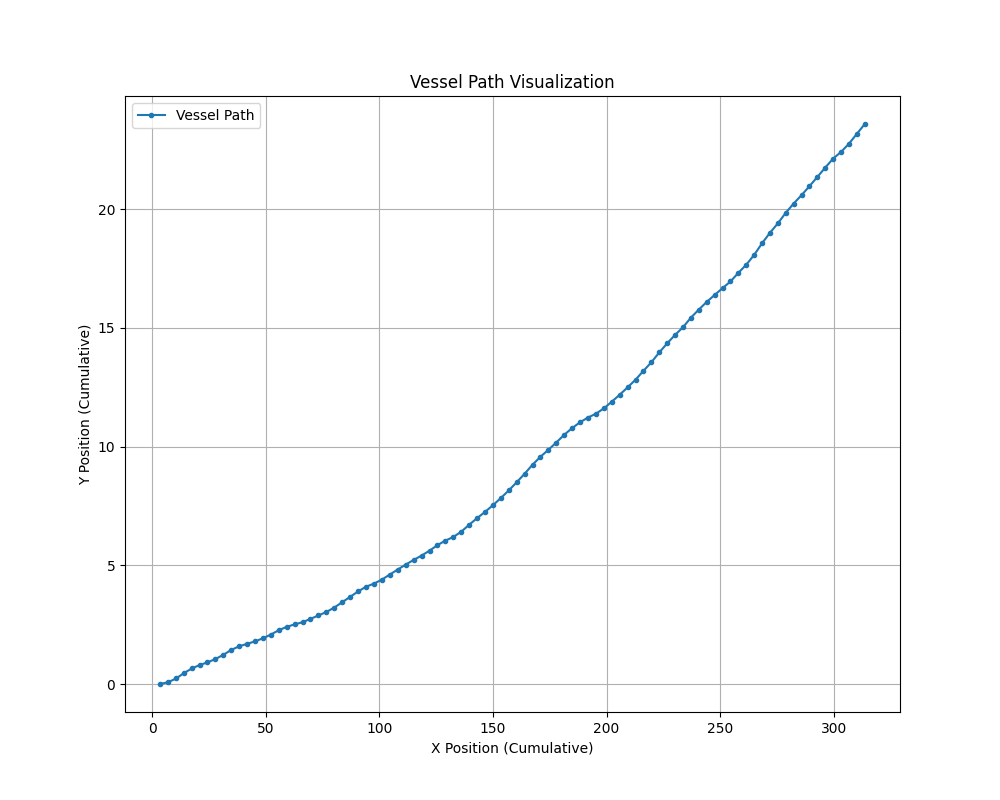 Vessel Path Visualization
Vessel Path
Y Position (Cumulative)
20
15
10
5
0
0 50 100 150 200 250 300
X Position (Cumulative)